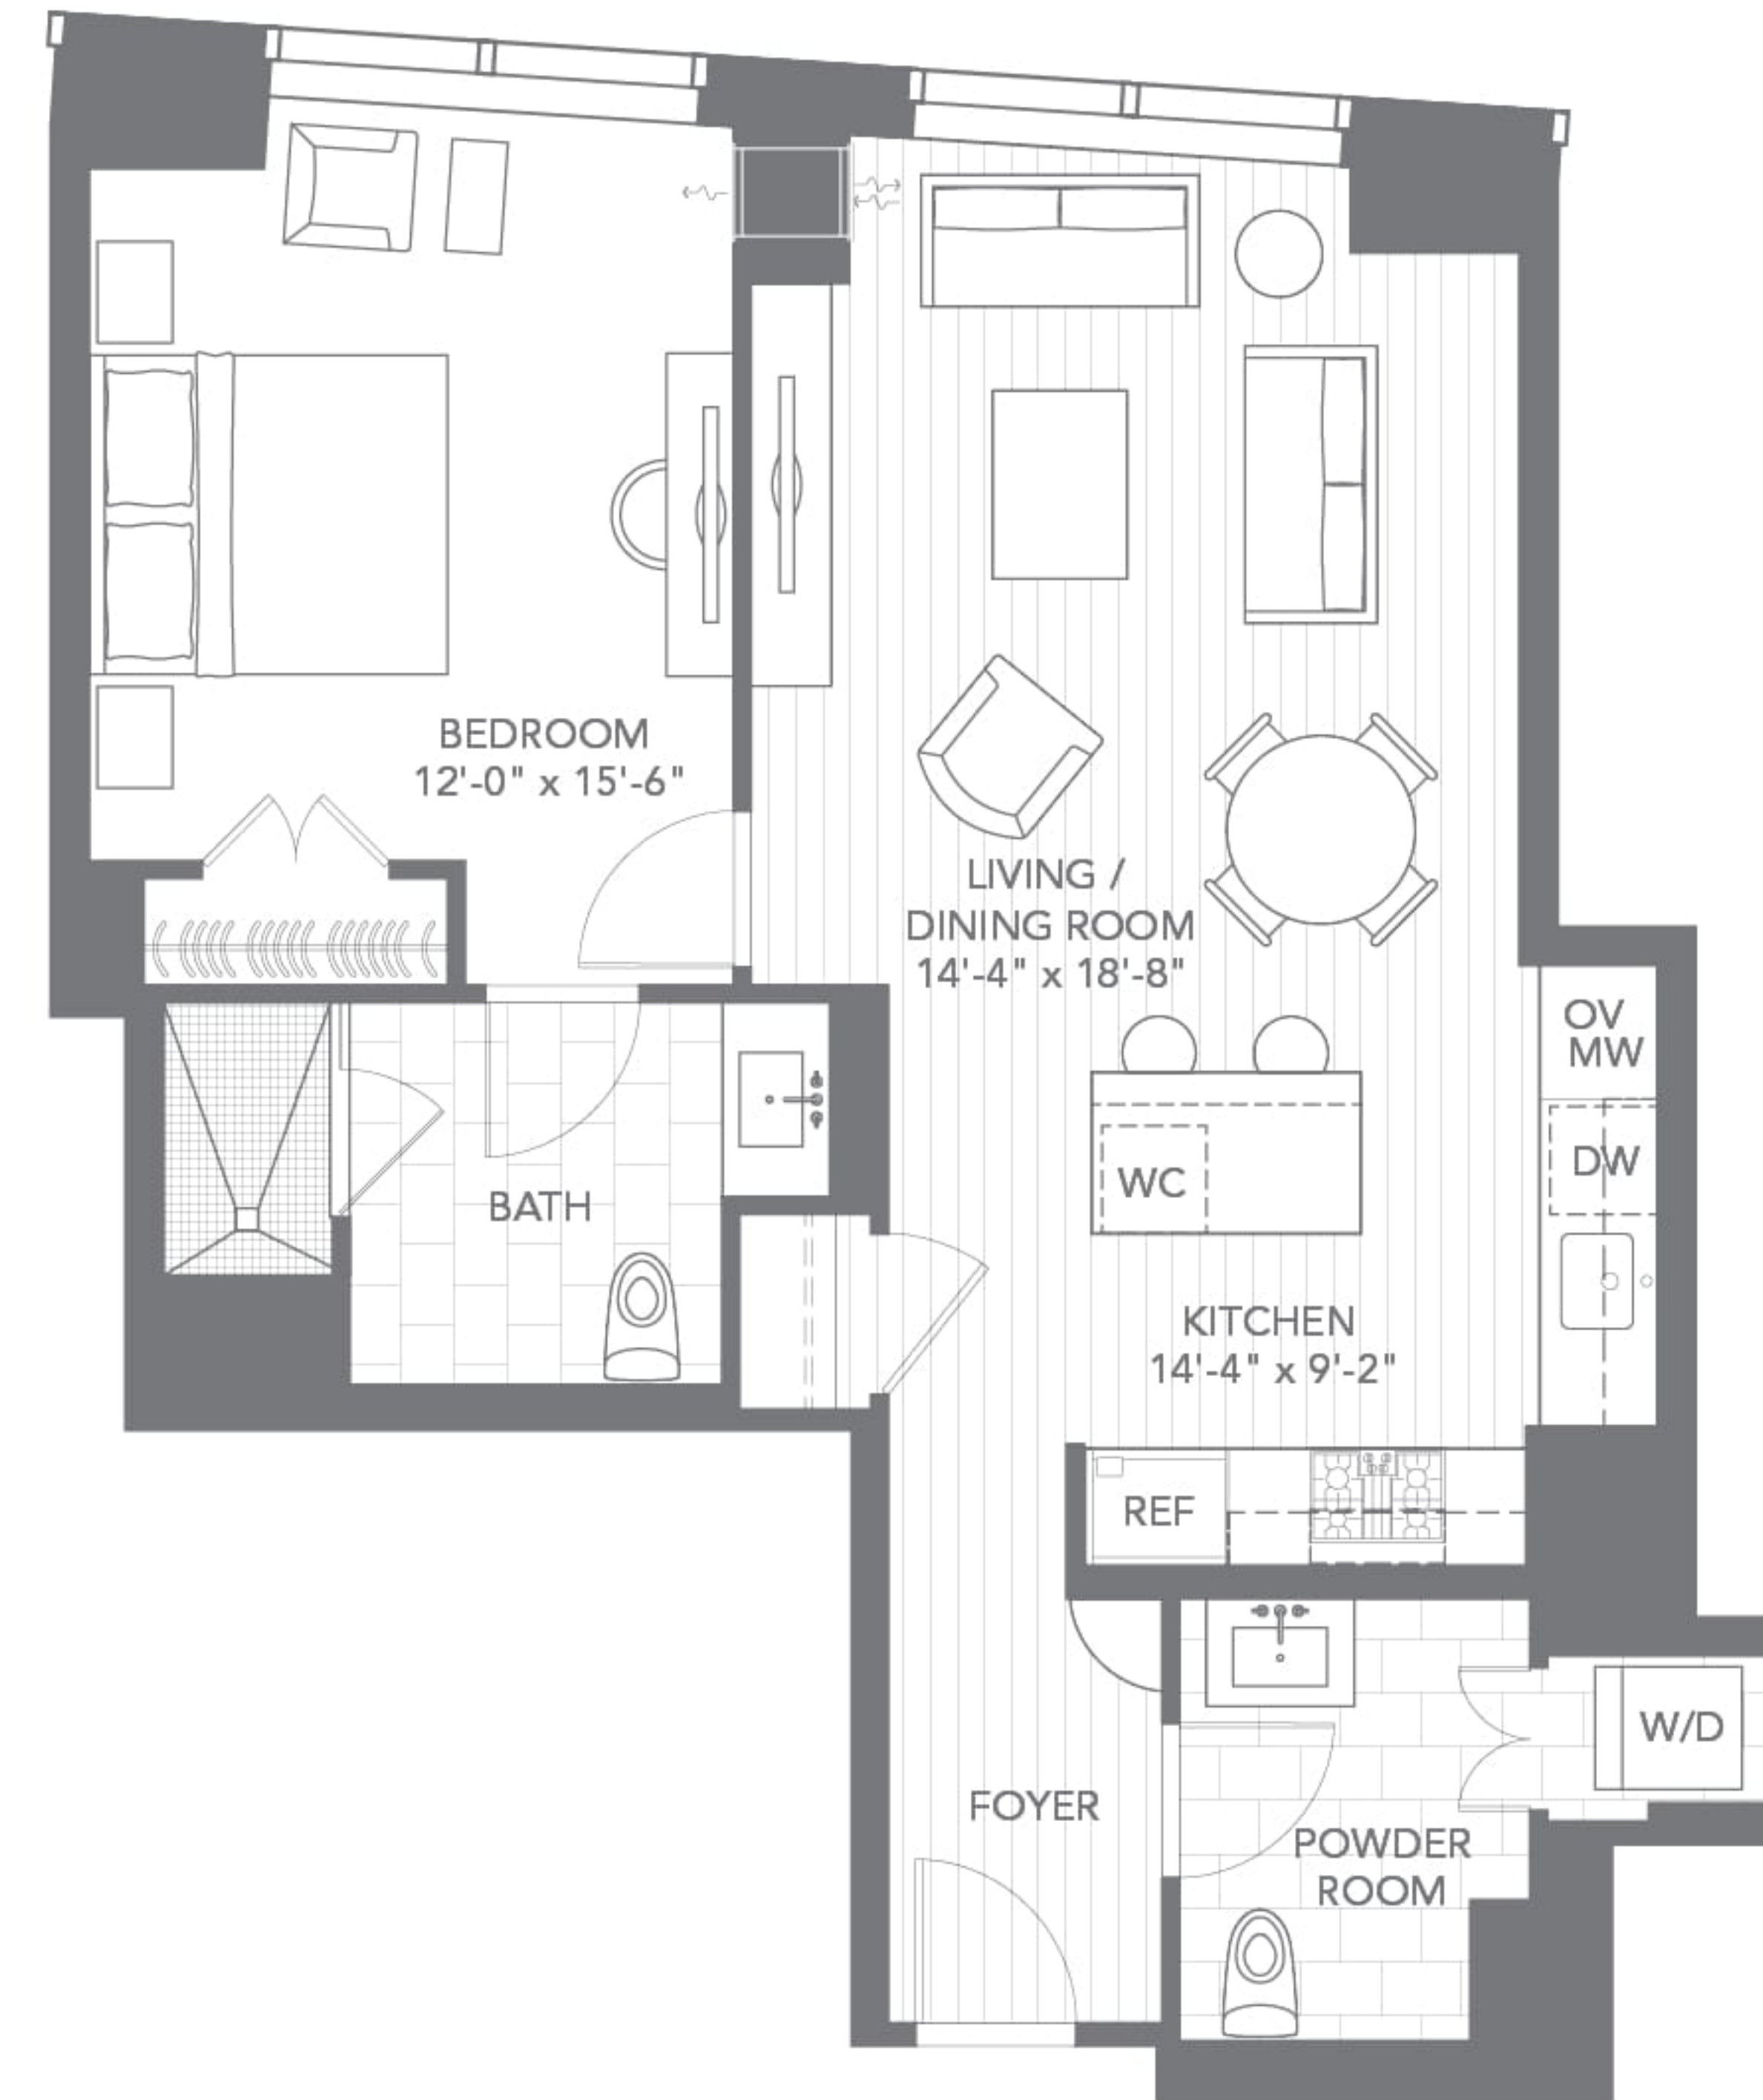 BEDROOM
12'-0" x 15'-6"
LIVING /
DINING ROOM
14'-4" x 18'-8"
OV
MW
DW
WC
BATH
KITCHEN
14'-4" x 9'-2"
REF
W/D
FOYER
POWDER
ROOM